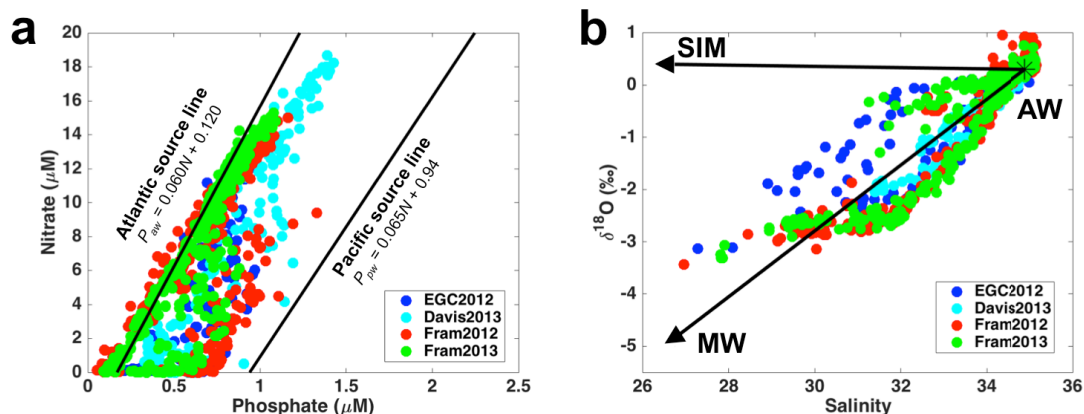 a
20
18
16
14
12
10
8
6
4
2
0
Nitrate (μM)
0 0.5 1 1.5 2 2.5
Phosphate (μM)
Atlantic source line
P_aw = 0.060N + 0.120
Pacific source line
P_pw = 0.065N + 0.94
EGC2012
Davis2013
Fram2012
Fram2013
b
1
0
-1
-2
-3
-4
-5
δ18O (‰)
26 28 30 32 34 36
Salinity
SIM
AW
MW
EGC2012
Davis2013
Fram2012
Fram2013